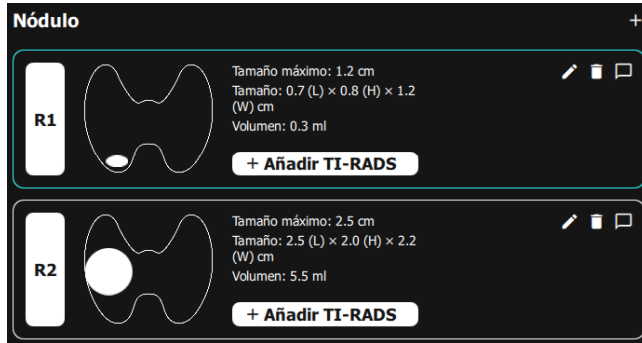 Nódulo +
R1
Tamaño máximo: 1.2 cm
Tamaño: 0.7 (L) × 0.8 (H) × 1.2
(W) cm
Volumen: 0.3 ml
+ Añadir TI-RADS
R2
Tamaño máximo: 2.5 cm
Tamaño: 2.5 (L) × 2.0 (H) × 2.2
(W) cm
Volumen: 5.5 ml
+ Añadir TI-RADS